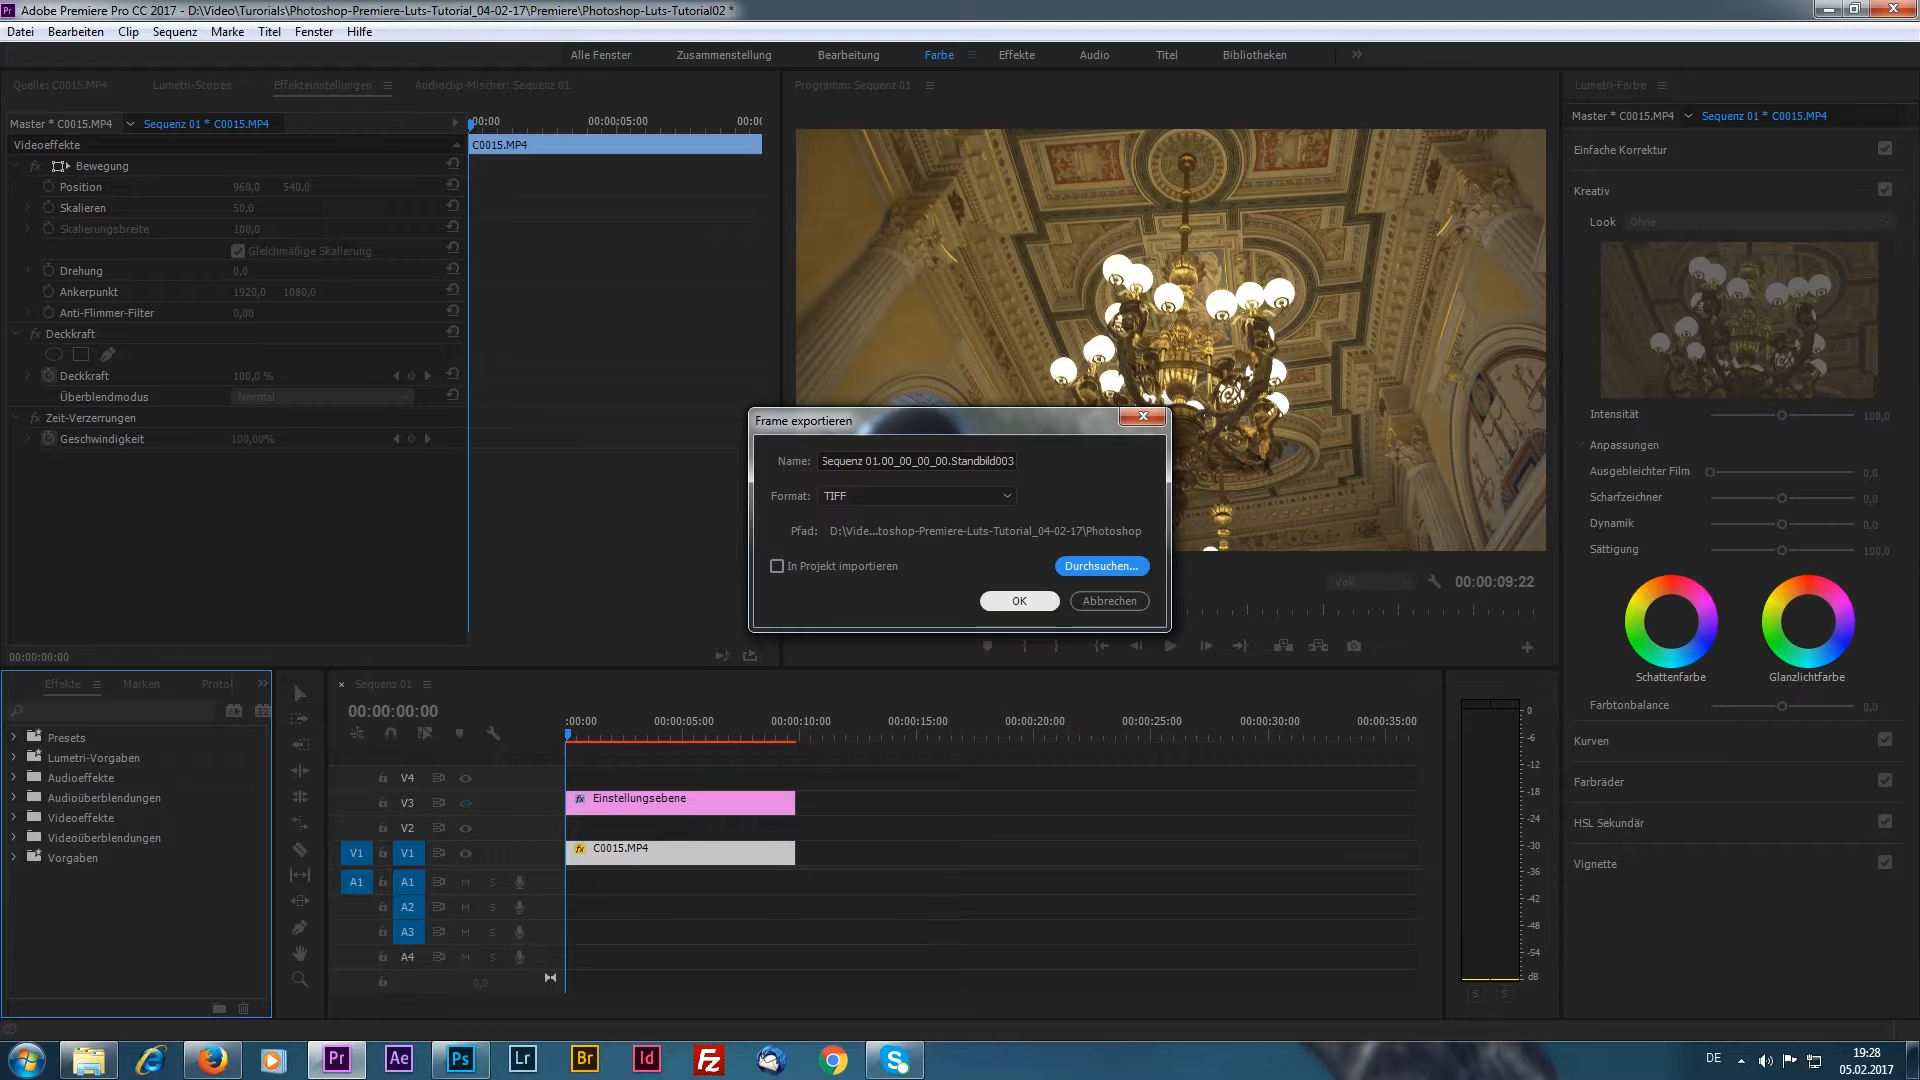 Adobe Premiere Pro CC 2017 - D:\Video\Turorials\Photoshop-Premiere-Luts-Tutorial_04-02-17\Premiere\Photoshop-Luts-Tutorial02 *
Datei Bearbeiten Clip Sequenz Marke Titel Fenster Hilfe
Alle Fenster Zusammenstellung Bearbeitung Farbe Effekte Audio Titel Bibliotheken
Quelle: C0015.MP4 Lumetri-Scopes Effekteinstellungen Audioclip-Mischer: Sequenz 01
Master * C0015.MP4 Sequenz 01 * C0015.MP4
:00:00 00:00:05:00 00:0(
C0015.MP4
Videoeffekte
fx Bewegung
Position 960,0 540,0
Skalieren 50,0
Skalierungsbreite 100,0
Gleichmäßige Skalierung
Drehung 0,0
Ankerpunkt 1920,0 1080,0
Anti-Flimmer-Filter 0,00
fx Deckkraft
Deckkraft 100,0 %
Überblendmodus Normal
fx Zeit-Verzerrungen
Geschwindigkeit 100,00%
00:00:00:00
Programm: Sequenz 01
Frame exportieren
Name: Sequenz 01.00_00_00_00.Standbild003
Format: TIFF
Pfad: D:\Vide...toshop-Premiere-Luts-Tutorial_04-02-17\Photoshop
In Projekt importieren Durchsuchen...
OK Abbrechen
Voll 00:00:09:22
Lumetri-Farbe
Master * C0015.MP4 Sequenz 01 * C0015.MP4
Einfache Korrektur
Kreativ
Look Ohne
Intensität 100,0
Anpassungen
Ausgebleichter Film 0,0
Scharfzeichner 0,0
Dynamik 0,0
Sättigung 100,0
Schattenfarbe Glanzlichtfarbe
Farbtonbalance 0,0
Kurven
Farbräder
HSL Sekundär
Vignette
Effekte Marken Protol
Presets
Lumetri-Vorgaben
Audioeffekte
Audioüberblendungen
Videoeffekte
Videoüberblendungen
Vorgaben
× Sequenz 01
00:00:00:00
:00:00 00:00:05:00 00:00:10:00 00:00:15:00 00:00:20:00 00:00:25:00 00:00:30:00 00:00:35:00
V4
V3 fx Einstellungsebene
V2
V1 V1 fx C0015.MP4
A1 A1 M S
A2 M S
A3 M S
A4 M S
0,0
0
-6
-12
-18
-24
-30
-36
-42
-48
-54
dB
S S
Pr Ae Ps Lr Br Id Fz S
DE
19:28
05.02.2017